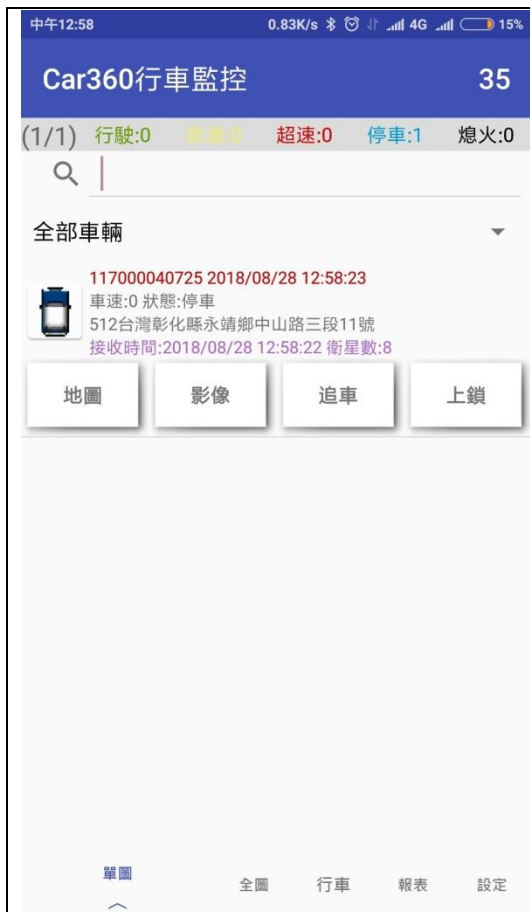 中午12:58 0.83K/s 4G 15%
Car360行車監控 35
(1/1) 行駛:0 怠速:0 超速:0 停車:1 熄火:0
全部車輛
117000040725 2018/08/28 12:58:23
車速:0 狀態:停車
512台灣彰化縣永靖鄉中山路三段11號
接收時間:2018/08/28 12:58:22 衛星數:8
地圖 影像 追車 上鎖
單圖 全圖 行車 報表 設定